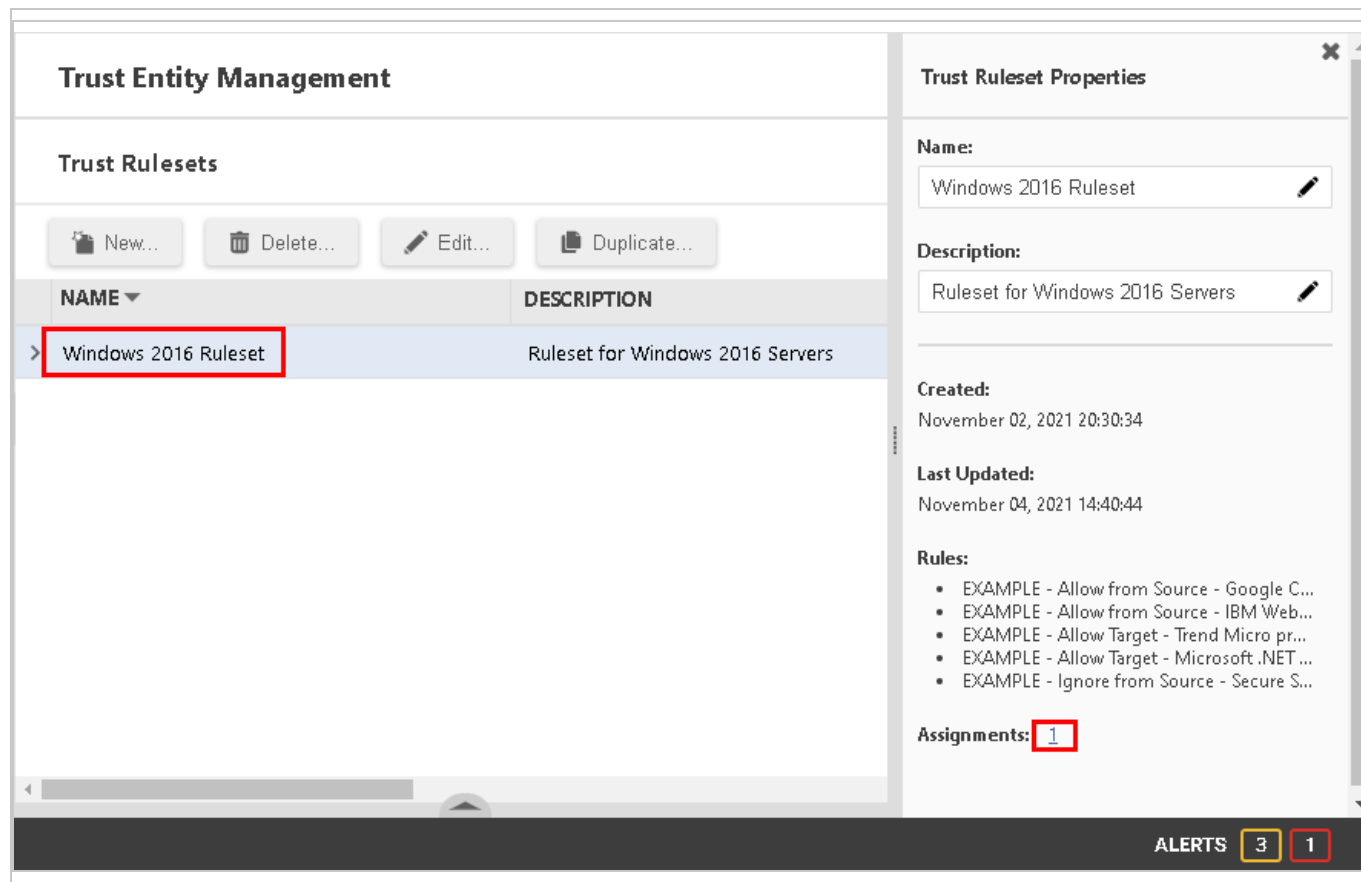 Trust Entity Management
Trust Rulesets
New...
Delete...
Edit...
Duplicate...
NAME
DESCRIPTION
Windows 2016 Ruleset
Ruleset for Windows 2016 Servers
Trust Ruleset Properties
Name:
Windows 2016 Ruleset
Description:
Ruleset for Windows 2016 Servers
Created:
November 02, 2021 20:30:34
Last Updated:
November 04, 2021 14:40:44
Rules:
• EXAMPLE - Allow from Source - Google C...
• EXAMPLE - Allow from Source - IBM Web...
• EXAMPLE - Allow Target - Trend Micro pr...
• EXAMPLE - Allow Target - Microsoft .NET ...
• EXAMPLE - Ignore from Source - Secure S...
Assignments: 1
ALERTS 3 1